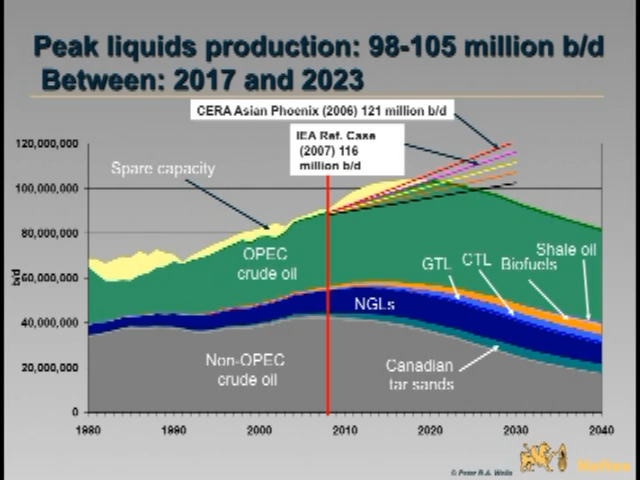 Peak liquids production: 98-105 million b/d
Between: 2017 and 2023
CERA Asian Phoenix (2006) 121 million b/d
IEA Ref. Case
(2007) 116
million b/d
Spare capacity
120,000,000
100,000,000
80,000,000
60,000,000
40,000,000
20,000,000
0
b/d
OPEC
crude oil
GTL
CTL
Biofuels
Shale oil
NGLs
Non-OPEC
crude oil
Canadian
tar sands
1980
1990
2000
2010
2020
2030
2040
© Peter R.A. Wells